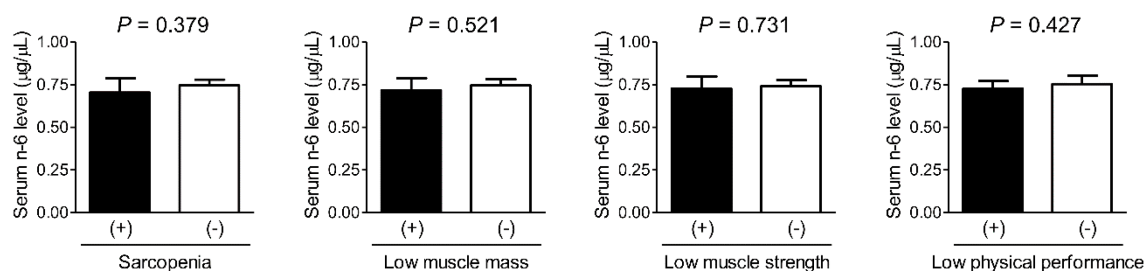 P = 0.379
Serum n-6 level (µg/µL)
1.00
0.75
0.50
0.25
0.00
(+)
(-)
Sarcopenia
P = 0.521
Serum n-6 level (µg/µL)
1.00
0.75
0.50
0.25
0.00
(+)
(-)
Low muscle mass
P = 0.731
Serum n-6 level (µg/µL)
1.00
0.75
0.50
0.25
0.00
(+)
(-)
Low muscle strength
P = 0.427
Serum n-6 level (µg/µL)
1.00
0.75
0.50
0.25
0.00
(+)
(-)
Low physical performance